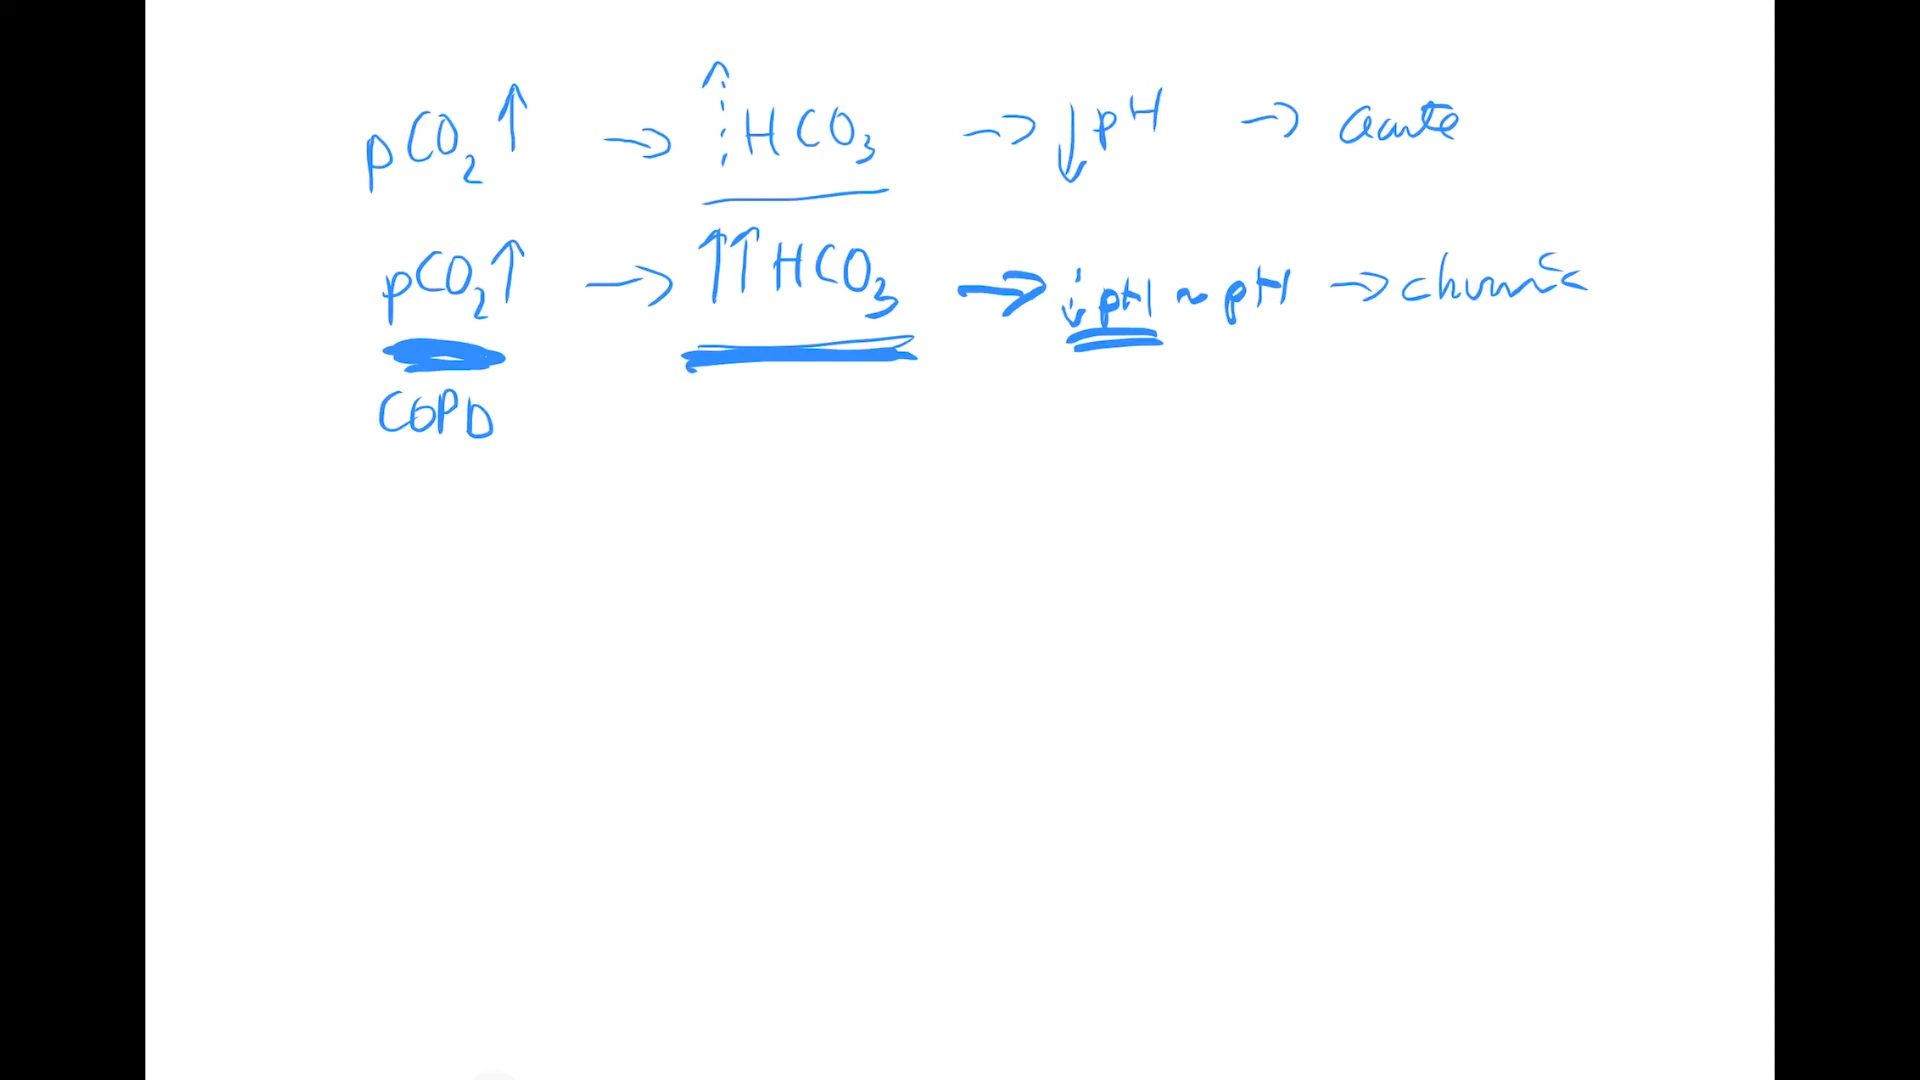 pCO₂ ↑ → ↑ HCO₃ → ↓ pH → acute
pCO₂ ↑ → ↑↑ HCO₃ → ↓ pH ~ pH → chronic
COPD